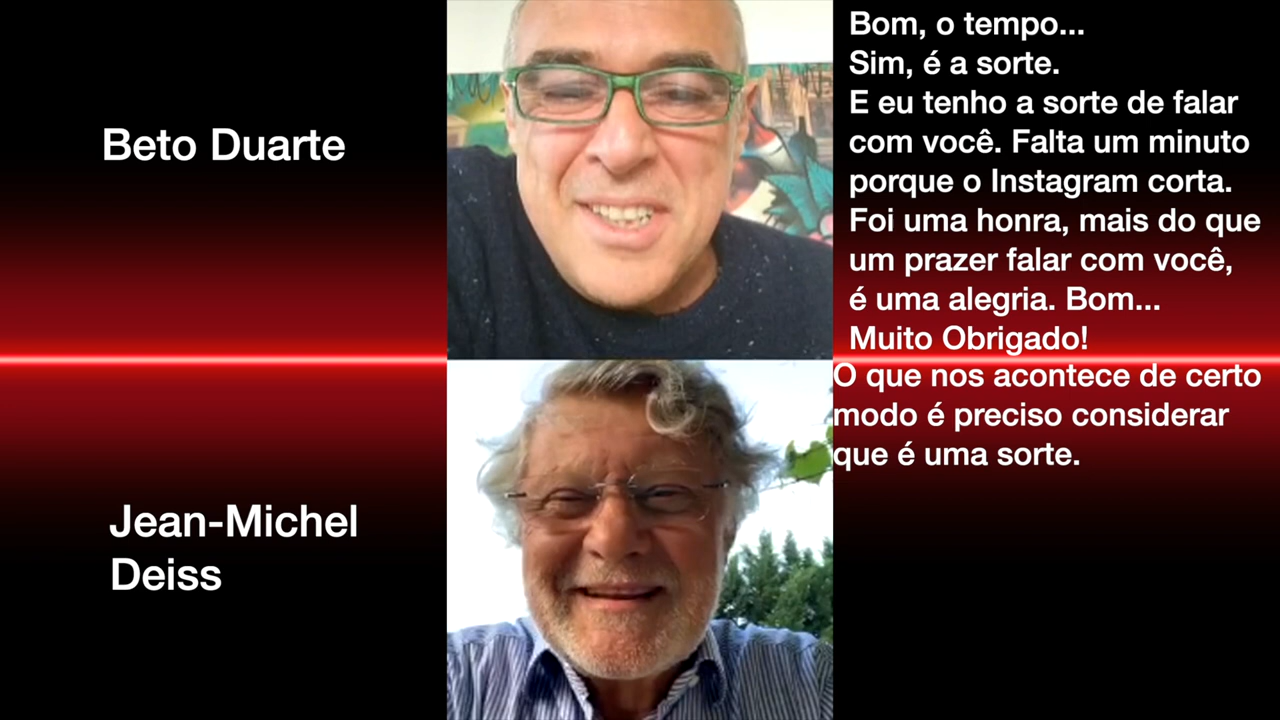 Beto Duarte
Bom, o tempo...
Sim, é a sorte.
E eu tenho a sorte de falar
com você. Falta um minuto
porque o Instagram corta.
Foi uma honra, mais do que
um prazer falar com você,
é uma alegria. Bom...
Muito Obrigado!
Jean-Michel
Deiss
O que nos acontece de certo
modo é preciso considerar
que é uma sorte.